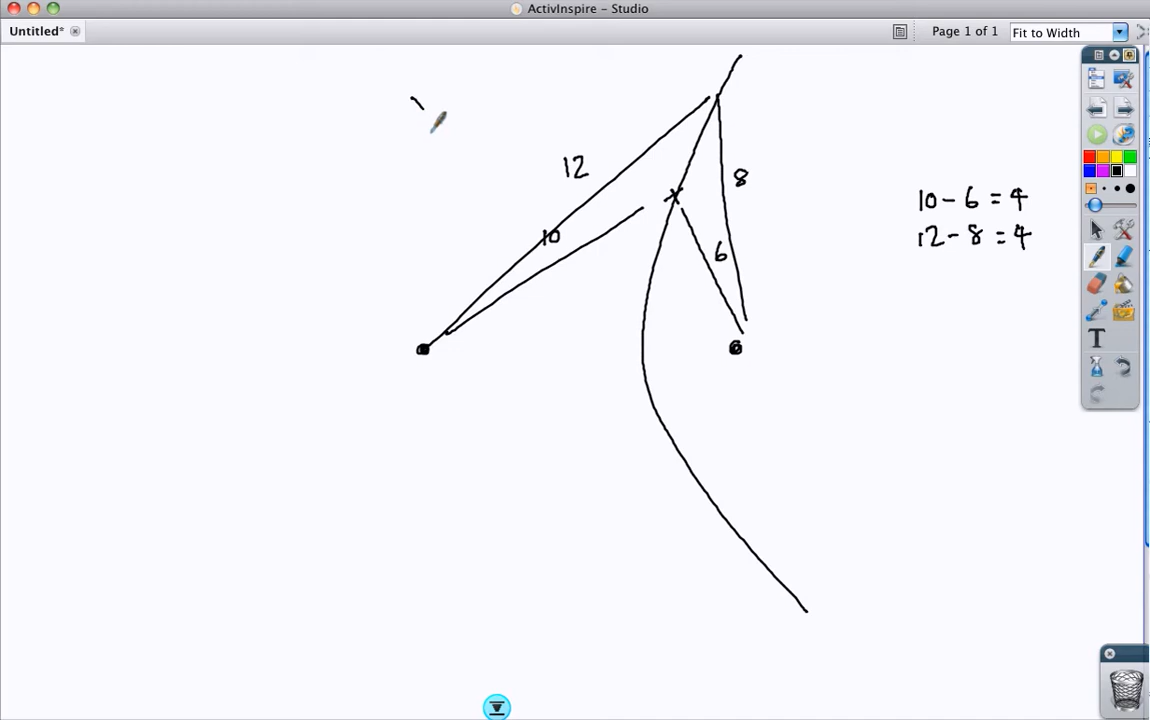 ActivInspire - Studio
Untitled*
Page 1 of 1
Fit to Width
12
8
10
6
10 - 6 = 4
12 - 8 = 4
T